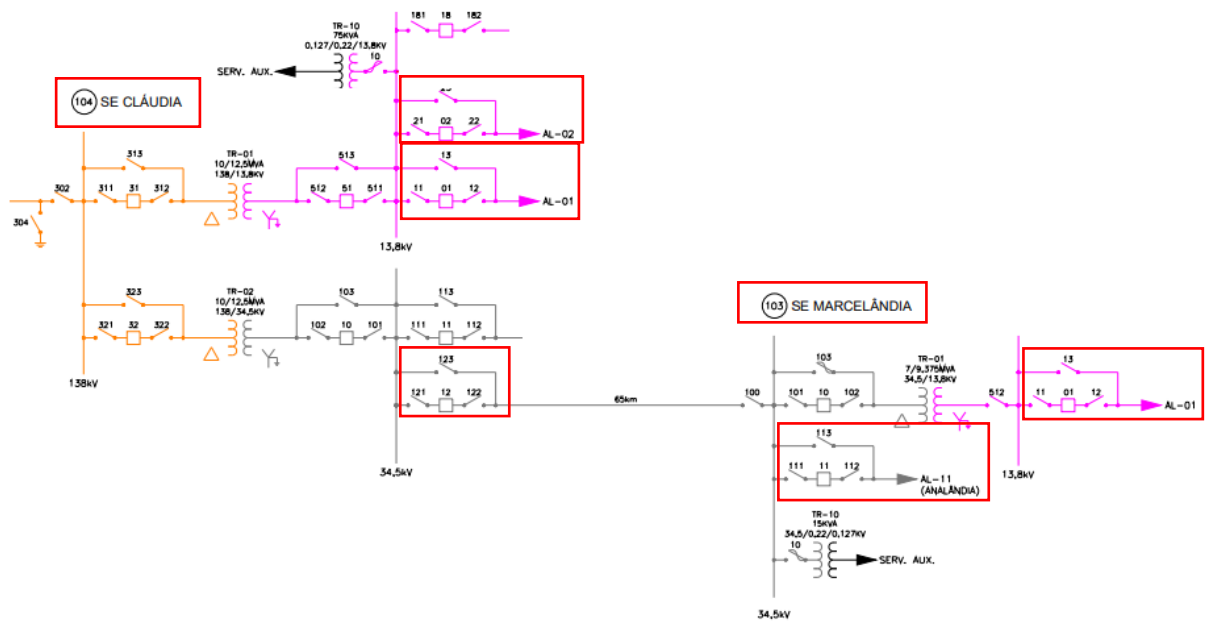 181 18 182
TR-10
75KVA
0,127/0,22/13,8KV
10
SERV. AUX.
104 SE CLÁUDIA
21 02 22
AL-02
313
302 311 31 312
304
TR-01
10/12,5MVA
138/13,8KV
513
512 51 511
13
11 01 12
AL-01
13,8kV
323
321 32 322
138kV
TR-02
10/12,5MVA
138/34,5KV
103
102 10 101
113
111 11 112
123
121 12 122
34,5kV
65km
103 SE MARCELÂNDIA
100
103
101 10 102
TR-01
7/9,375MVA
34,5/13,8KV
512
13
11 01 12
AL-01
13,8kV
113
111 11 112
AL-11
(ANALÂNDIA)
TR-10
15KVA
34,5/0,22/0,127KV
10
SERV. AUX.
34,5kV